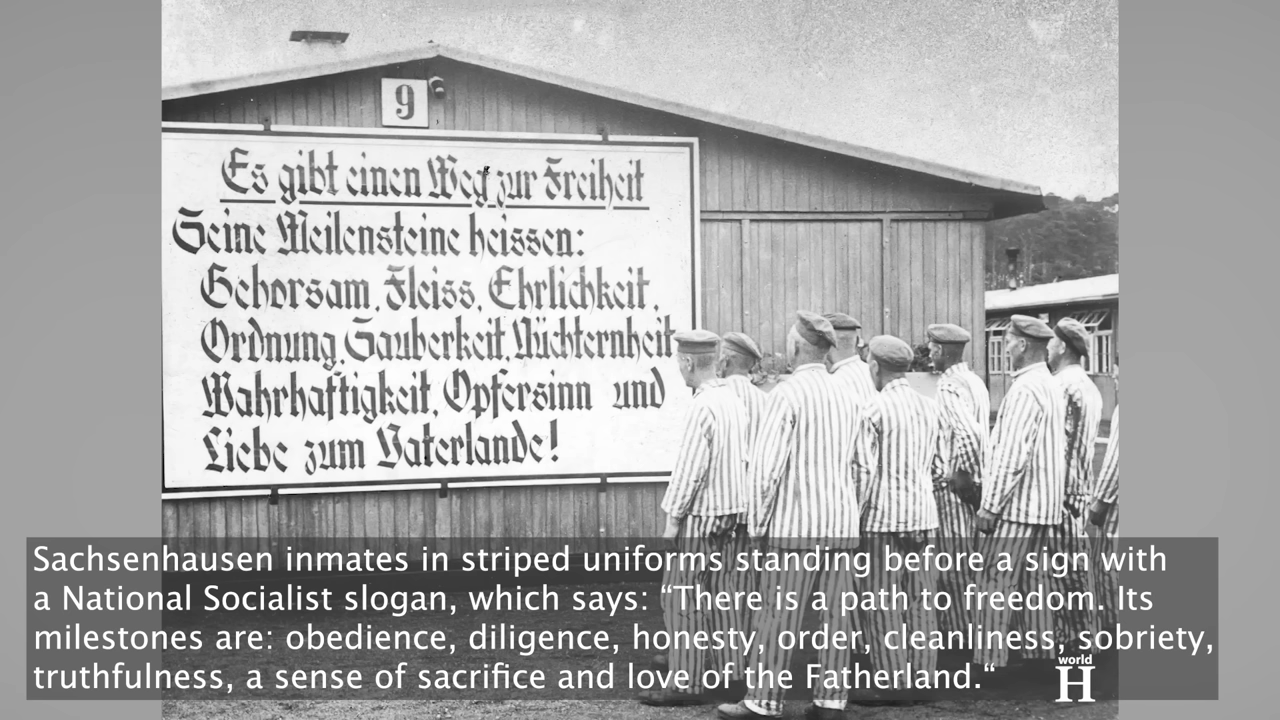 9
Es gibt einen Weg zur Freiheit
Seine Meilensteine heissen:
Gehorsam, Fleiss, Ehrlichkeit,
Ordnung, Sauberkeit, Nüchternheit
Wahrhaftigkeit, Opfersinn und
Liebe zum Vaterlande!
Sachsenhausen inmates in striped uniforms standing before a sign with
a National Socialist slogan, which says: “There is a path to freedom. Its
milestones are: obedience, diligence, honesty, order, cleanliness, sobriety,
truthfulness, a sense of sacrifice and love of the Fatherland.“
world
H